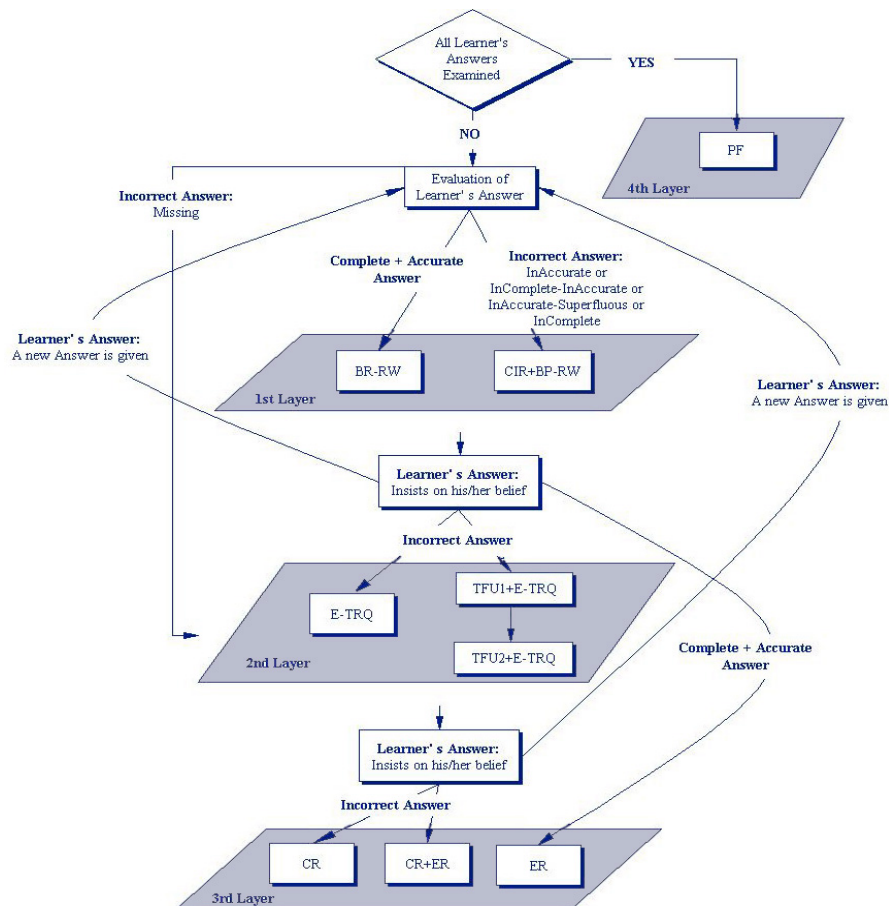 All Learner's
Answers
Examined
YES
NO
PF
4th Layer
Evaluation of
Learner' s Answer
Incorrect Answer:
Missing
Complete + Accurate
Answer
Incorrect Answer:
InAccurate or
InComplete-InAccurate or
InAccurate-Superfluous or
InComplete
Learner' s Answer:
A new Answer is given
BR-RW
CIR+BP-RW
1st Layer
Learner' s Answer:
A new Answer is given
Learner' s Answer:
Insists on his/her belief
Incorrect Answer
E-TRQ
TFU1+E-TRQ
TFU2+E-TRQ
2nd Layer
Complete + Accurate
Answer
Learner' s Answer:
Insists on his/her belief
Incorrect Answer
CR
CR+ER
ER
3rd Layer